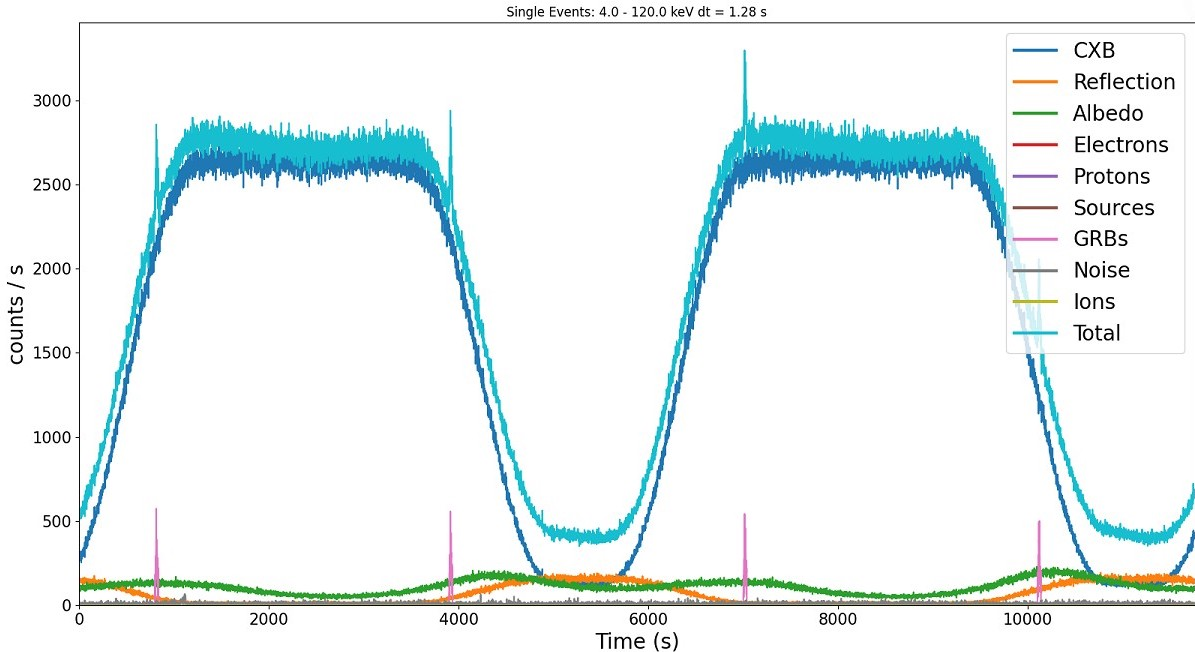 Single Events: 4.0 - 120.0 keV dt = 1.28 s
CXB
Reflection
Albedo
Electrons
Protons
Sources
GRBs
Noise
Ions
Total
counts / s
3000
2500
2000
1500
1000
500
0
0 2000 4000 6000 8000 10000
Time (s)